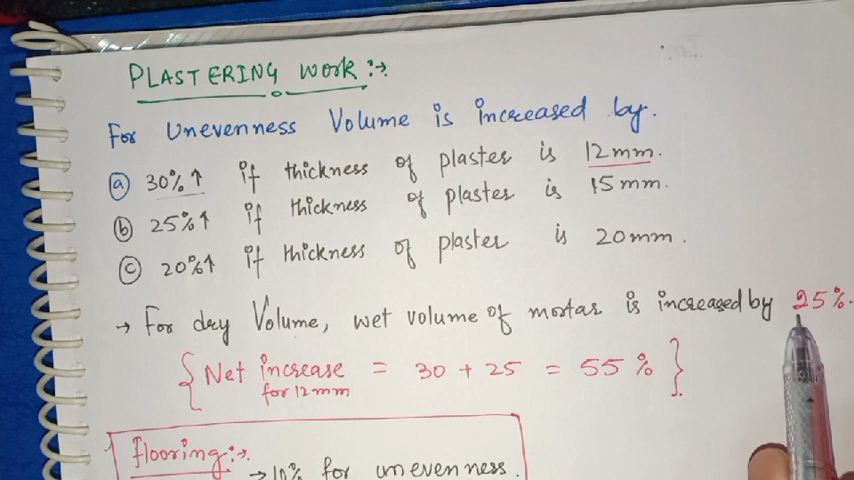 PLASTERING WORK :→
For Unevenness Volume is increased by.
(a) 30%↑ if thickness of plaster is 12mm.
(b) 25%↑ if thickness of plaster is 15mm.
(c) 20%↑ if thickness of plaster is 20mm.
→ For dry Volume, wet volume of mortar is increased by 25%.
{Net increase = 30 + 25 = 55%}
for 12mm
flooring :→
→10% for unevenness.